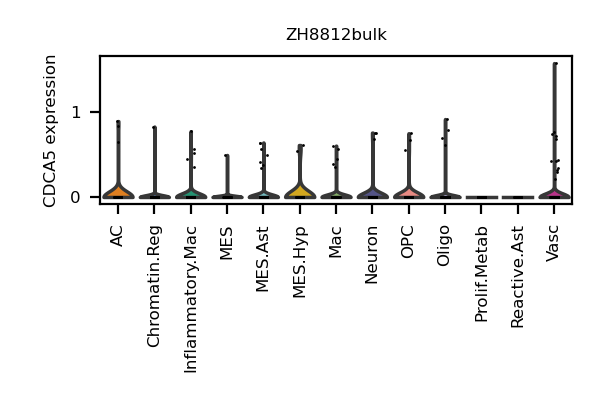 ZH8812bulk
CDCA5 expression
1
0
AC
Chromatin.Reg
Inflammatory.Mac
MES
MES.Ast
MES.Hyp
Mac
Neuron
OPC
Oligo
Prolif.Metab
Reactive.Ast
Vasc